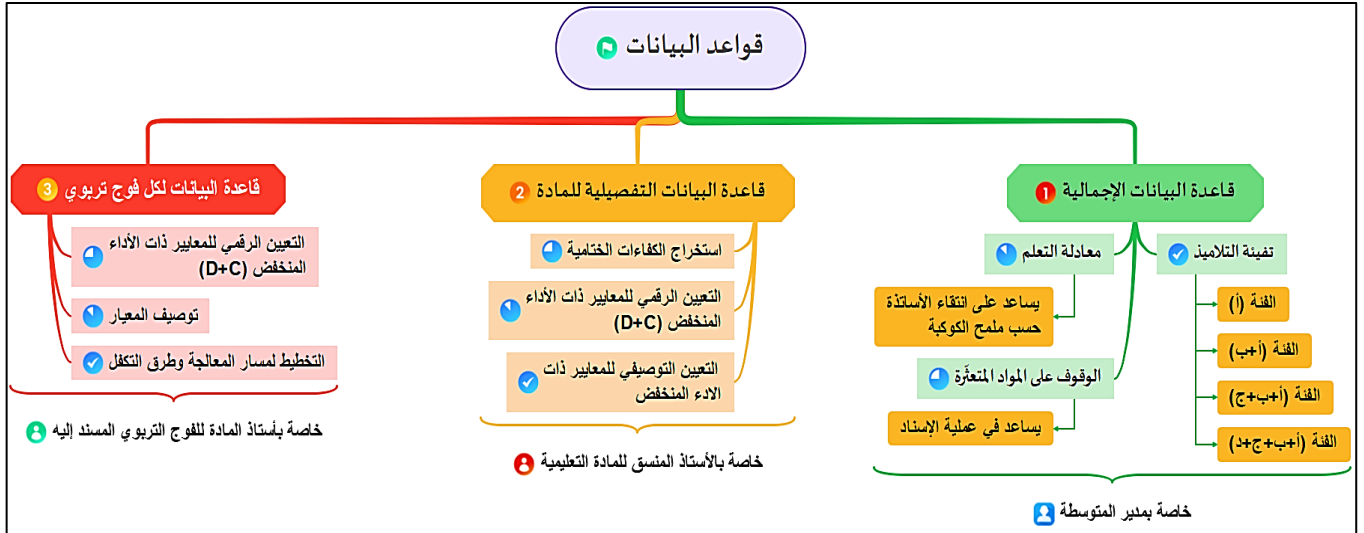 قواعد البيانات
قاعدة البيانات الإجمالية 1
تفيئة التلاميذ
الفئة (أ)
الفئة (أ+ب)
الفئة (أ+ب+ج)
الفئة (أ+ب+ج+د)
معادلة التعلم
يساعد على انتقاء الأساتذة
حسب ملمح الكوكبة
الوقوف على المواد المتعثّرة
يساعد في عملية الإسناد
خاصة بمدير المتوسطة
قاعدة البيانات التفصيلية للمادة 2
استخراج الكفاءات الختامية
التعيين الرقمي للمعايير ذات الأداء
المنخفض (D+C)
التعيين التوصيفي للمعايير ذات
الاداء المنخفض
خاصة بالأستاذ المنسق للمادة التعليمية
قاعدة البيانات لكل فوج تربوي 3
التعيين الرقمي للمعايير ذات الأداء
المنخفض (D+C)
توصيف المعيار
التخطيط لمسار المعالجة وطرق التكفل
خاصة بأستاذ المادة للفوج التربوي المسند إليه